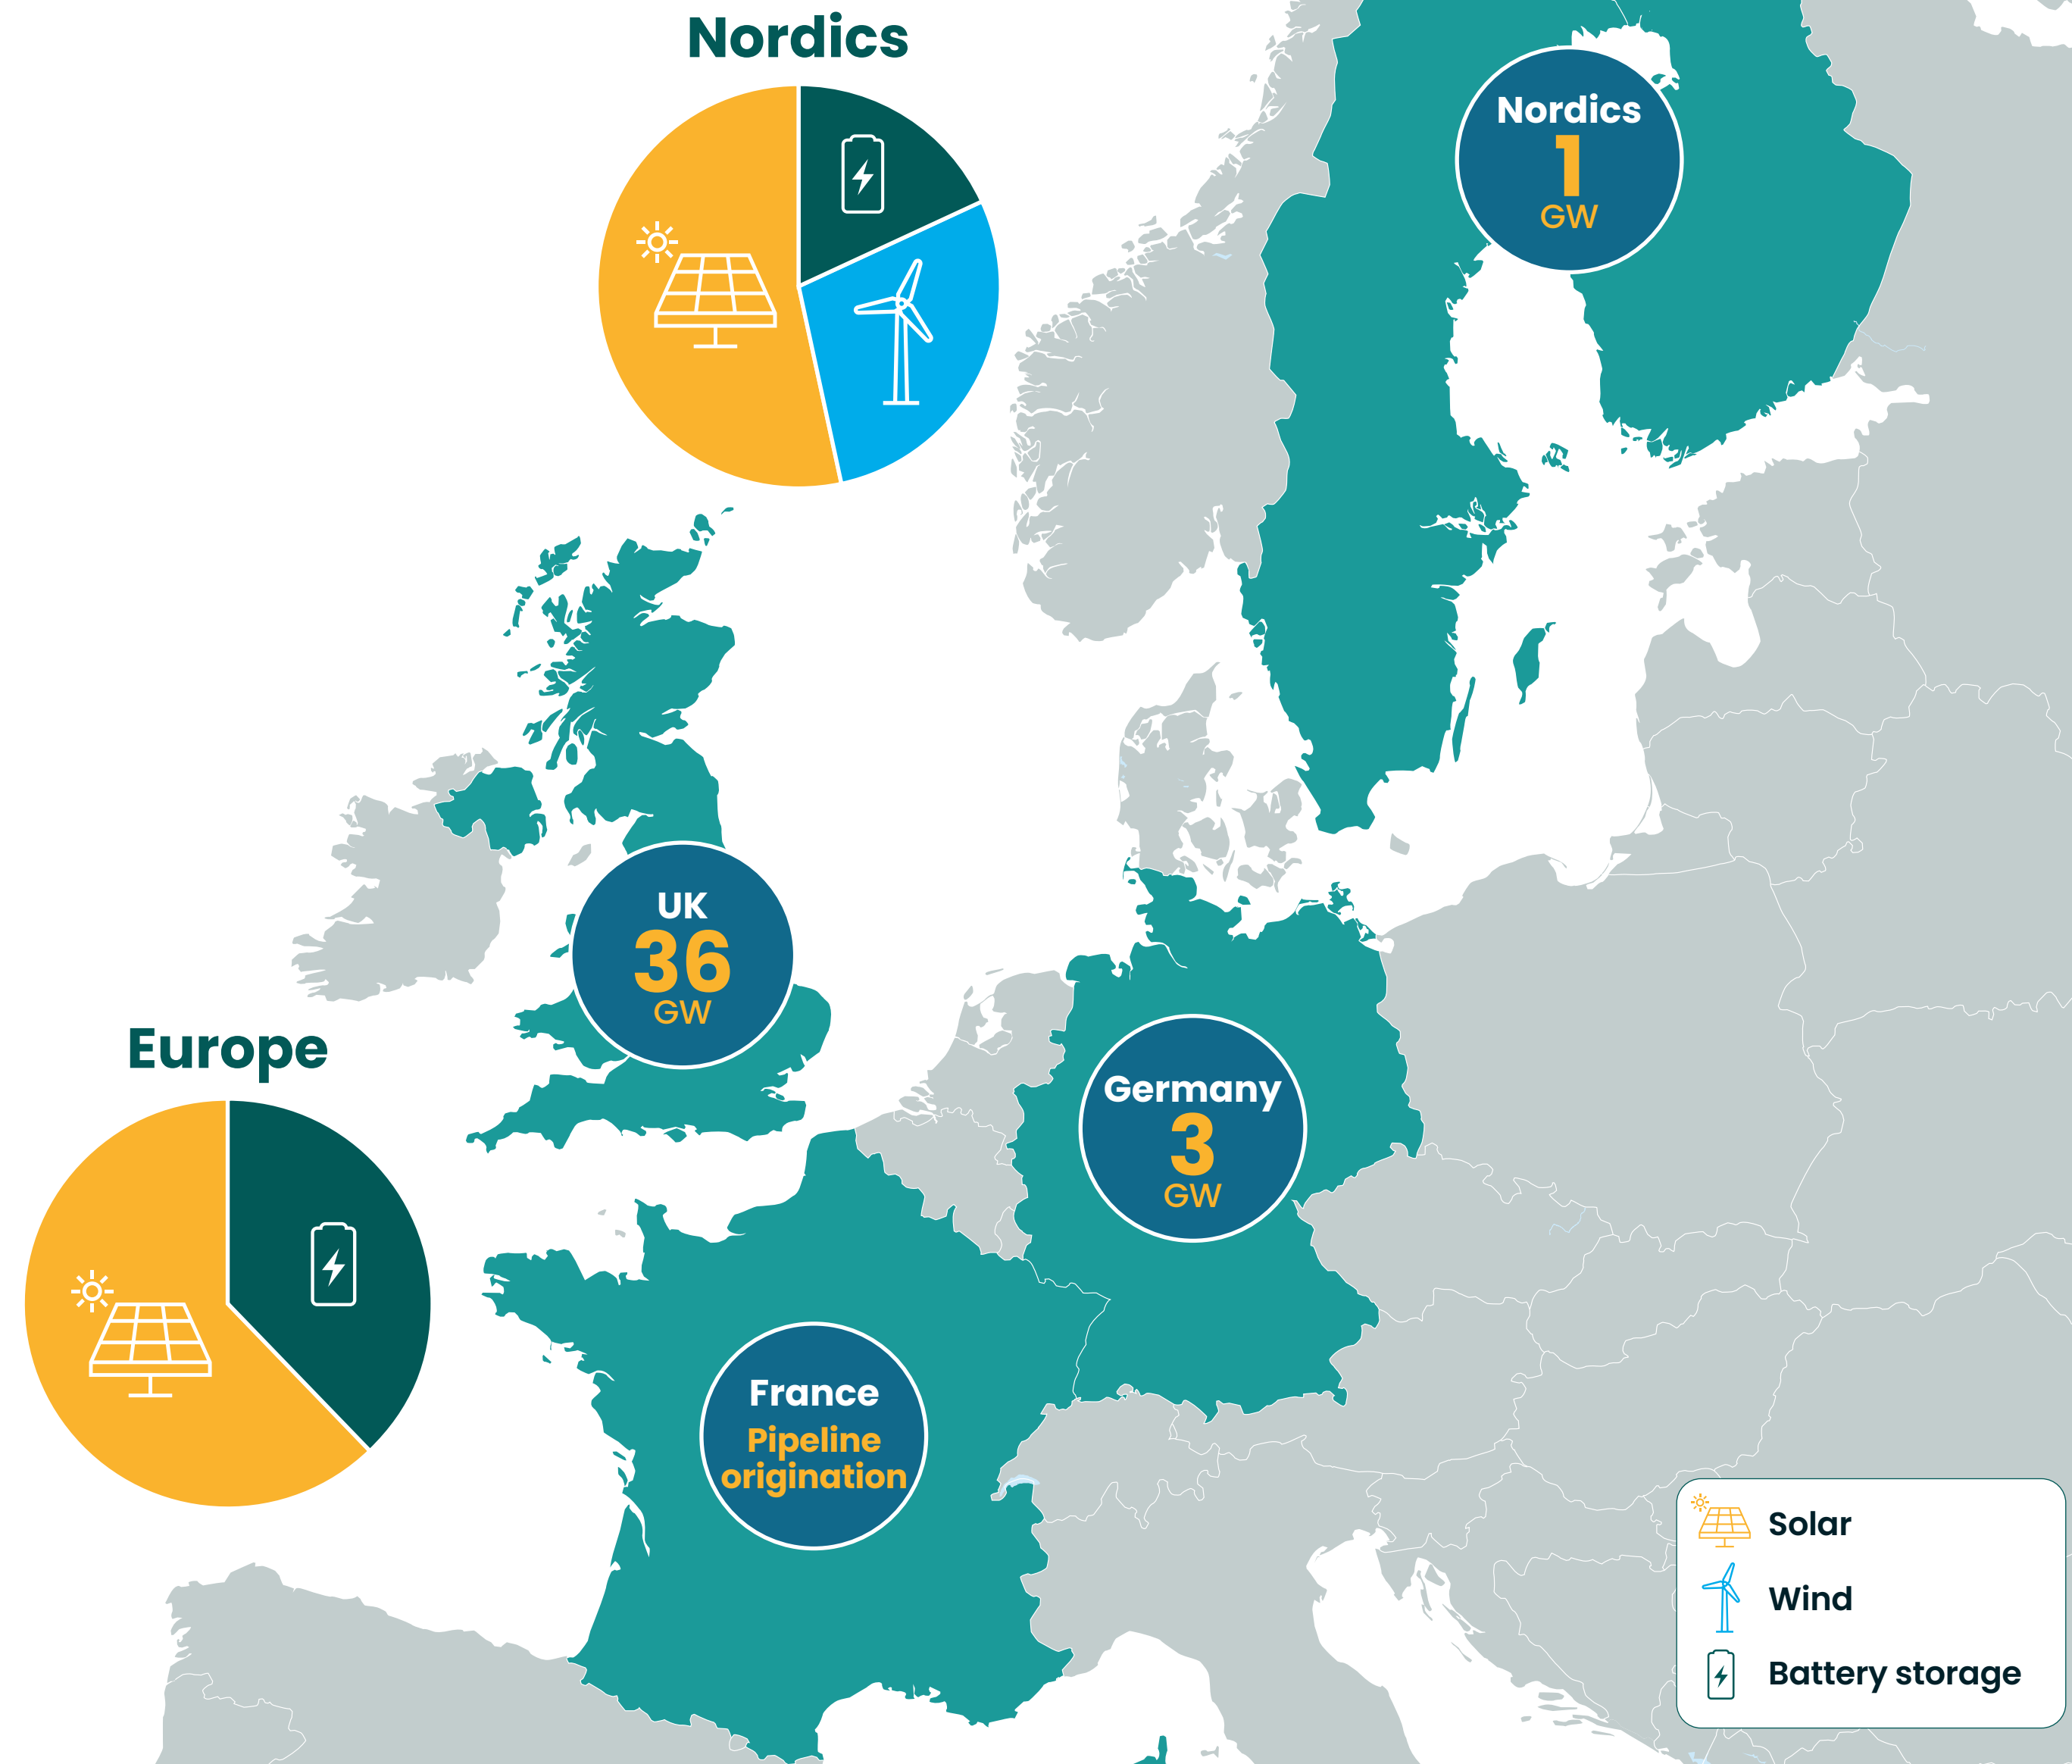 Nordics
Nordics
1
GW
UK
36
GW
Europe
Germany
3
GW
France
Pipeline
origination
Solar
Wind
Battery storage